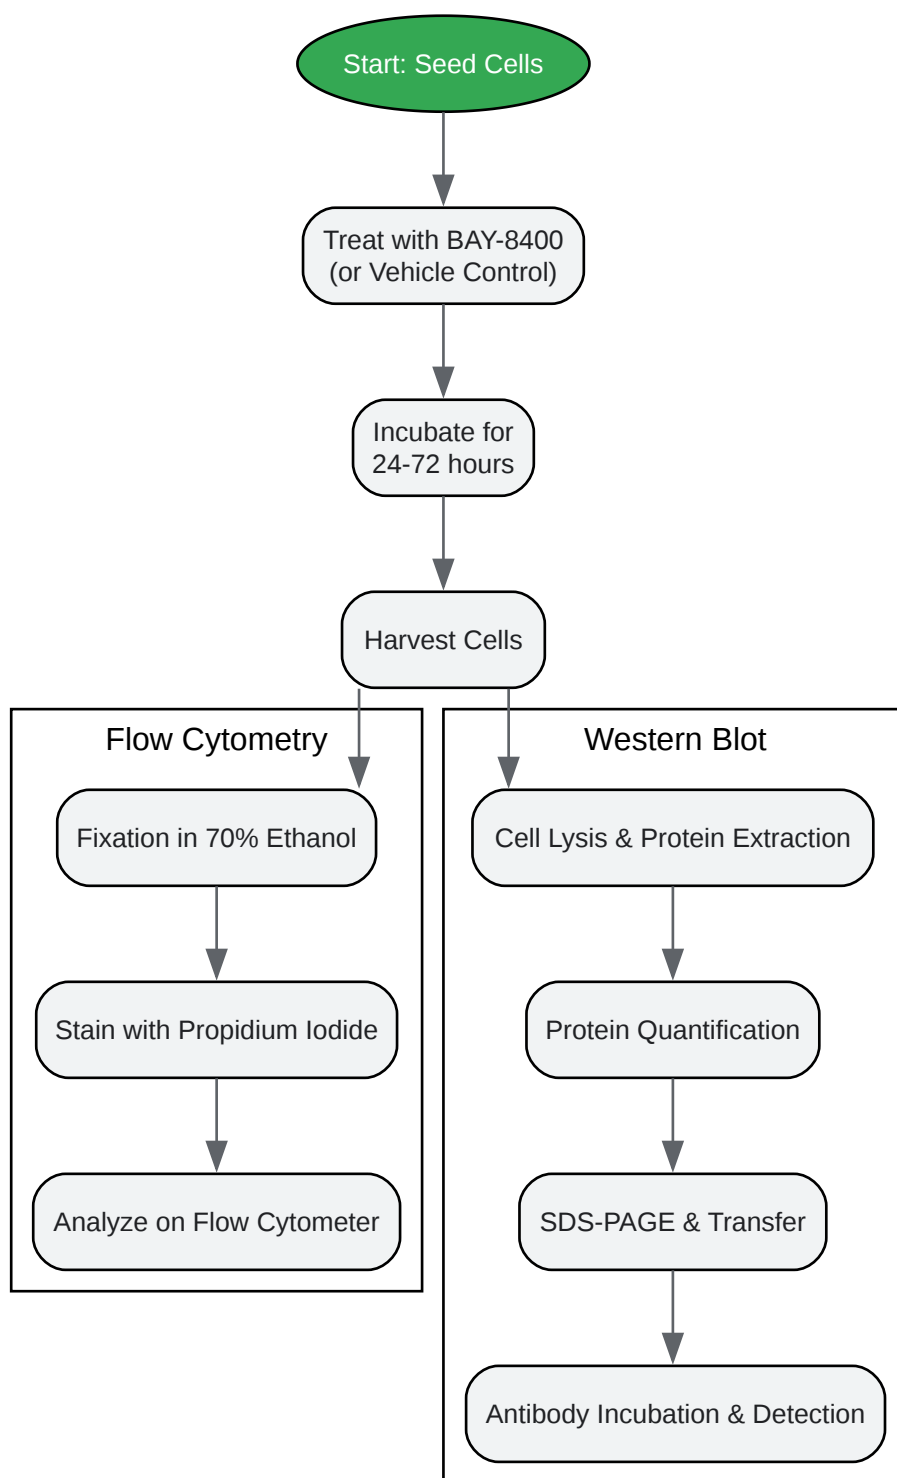 Start: Seed Cells
Treat with BAY-8400
(or Vehicle Control)
Incubate for
24-72 hours
Harvest Cells
Flow Cytometry
Fixation in 70% Ethanol
Stain with Propidium Iodide
Analyze on Flow Cytometer
Western Blot
Cell Lysis & Protein Extraction
Protein Quantification
SDS-PAGE & Transfer
Antibody Incubation & Detection